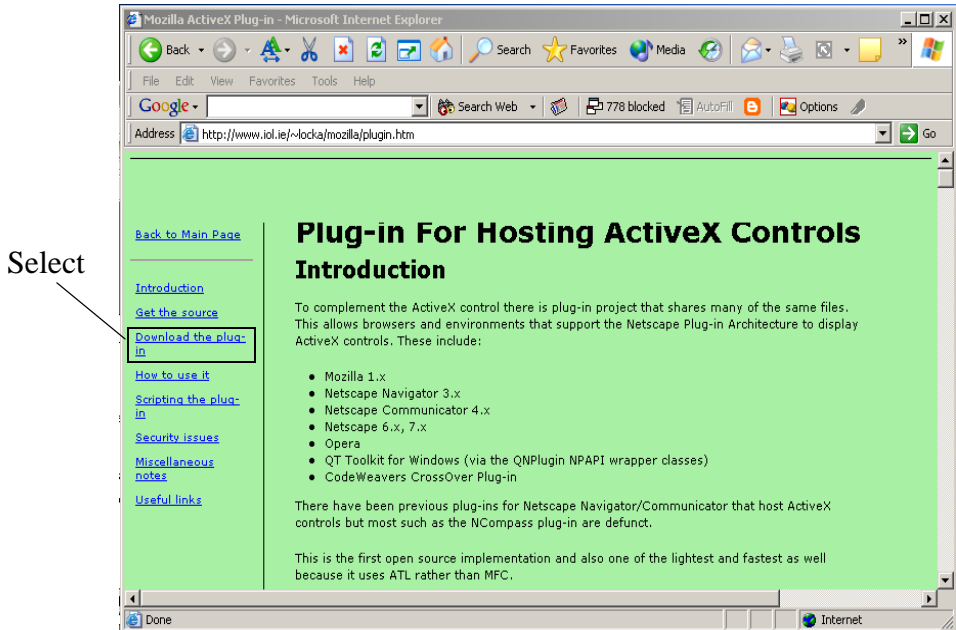 Mozilla ActiveX Plug-in - Microsoft Internet Explorer
Back
Search
Favorites
Media
»
File Edit View Favorites Tools Help
Google
Search Web
778 blocked
AutoFill
Options
Address http://www.iol.ie/~locka/mozilla/plugin.htm
Go
Select
Back to Main Page
Introduction
Get the source
Download the plug-
in
How to use it
Scripting the plug-
in
Security issues
Miscellaneous
notes
Useful links
Plug-in For Hosting ActiveX Controls
Introduction
To complement the ActiveX control there is plug-in project that shares many of the same files.
This allows browsers and environments that support the Netscape Plug-in Architecture to display
ActiveX controls. These include:
• Mozilla 1.x
• Netscape Navigator 3.x
• Netscape Communicator 4.x
• Netscape 6.x, 7.x
• Opera
• QT Toolkit for Windows (via the QNPlugin NPAPI wrapper classes)
• CodeWeavers CrossOver Plug-in
There have been previous plug-ins for Netscape Navigator/Communicator that host ActiveX
controls but most such as the NCompass plug-in are defunct.
This is the first open source implementation and also one of the lightest and fastest as well
because it uses ATL rather than MFC.
Done
Internet